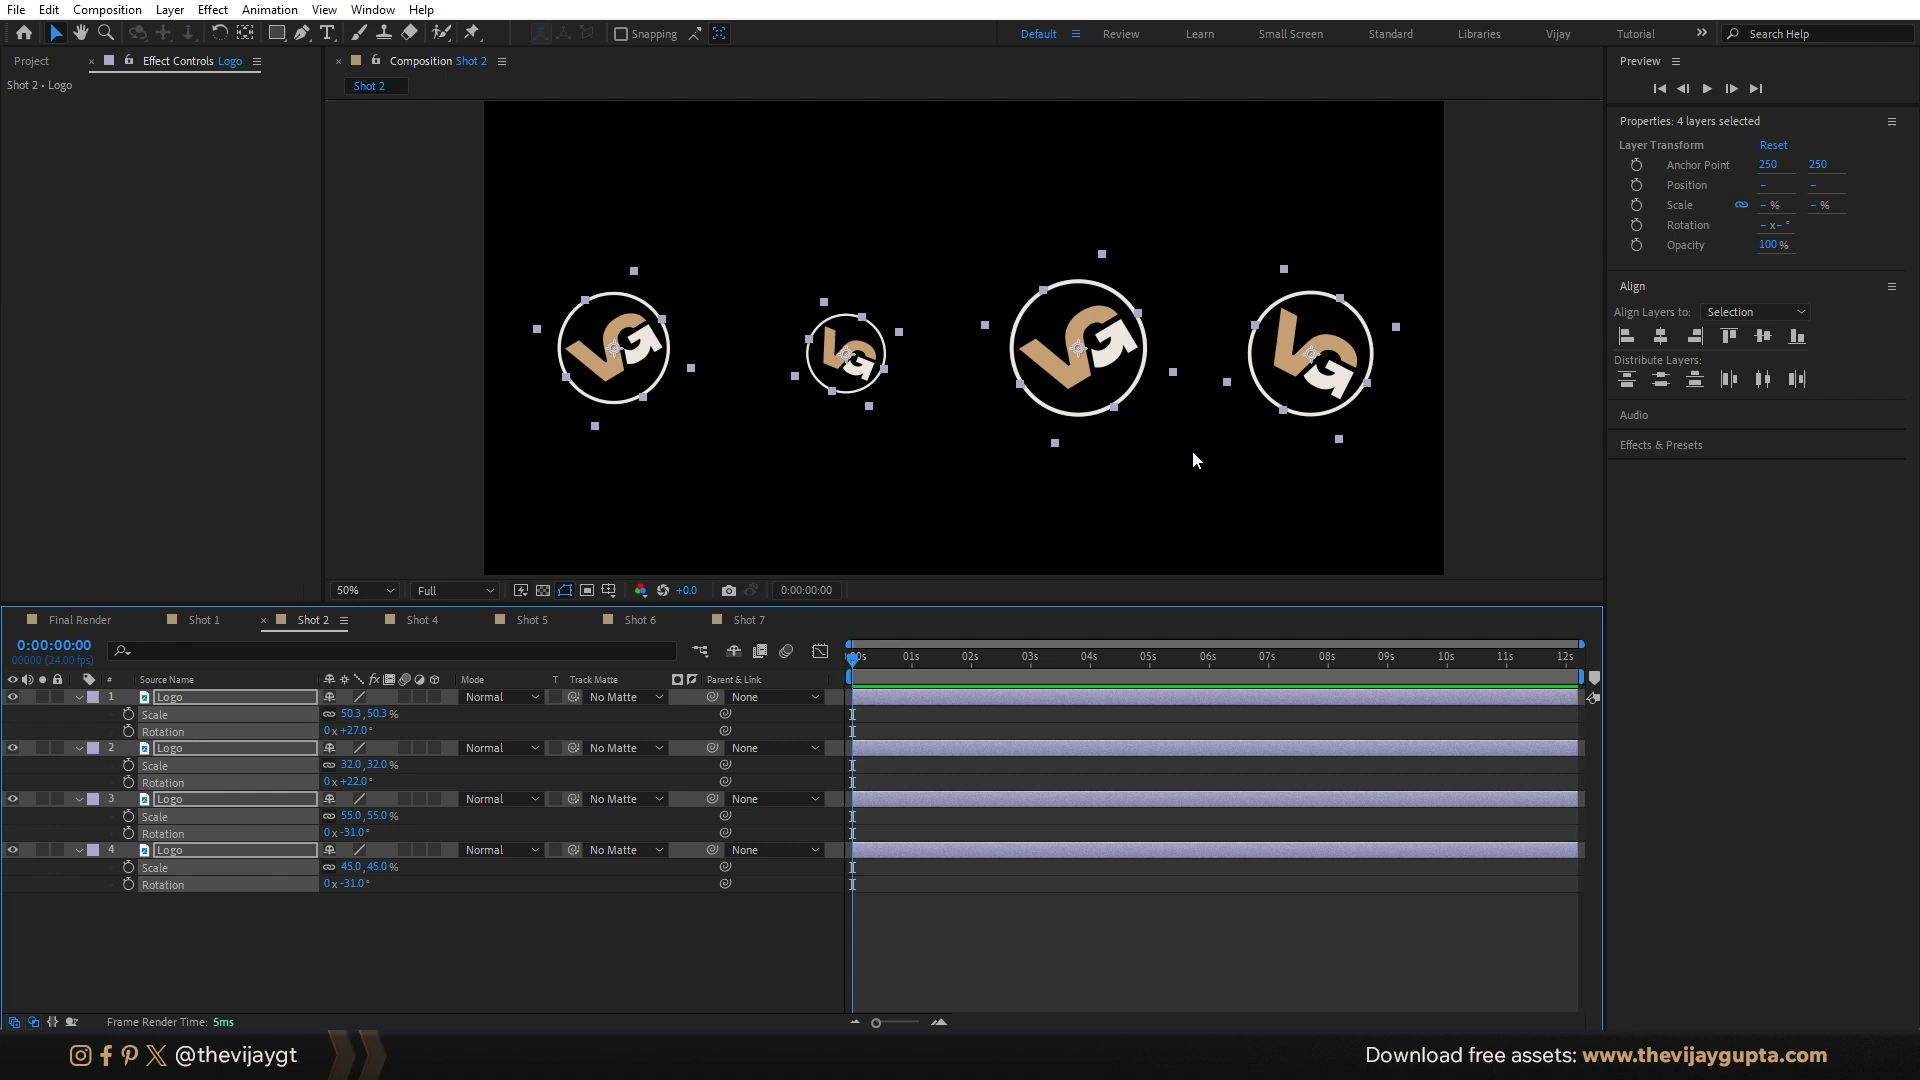 File Edit Composition Layer Effect Animation View Window Help
Snapping Default Review Learn Small Screen Standard Libraries Vijay Tutorial Search Help
Project Effect Controls Logo
Composition Shot 2
Preview
Shot 2 • Logo
Shot 2
Properties: 4 layers selected
Layer Transform Reset
Anchor Point 250 250
Position - -
Scale - % - %
Rotation - x - °
Opacity 100 %
Align
Align Layers to: Selection
Distribute Layers:
Audio
Effects & Presets
VG
VG
VG
VG
50% Full +0.0 0:00:00:00
Final Render Shot 1 Shot 2 Shot 4 Shot 5 Shot 6 Shot 7
0:00:00:00
00000 (24.00 fps)
:00s 01s 02s 03s 04s 05s 06s 07s 08s 09s 10s 11s 12s
# Source Name fx Mode T Track Matte Parent & Link
1 Logo Normal No Matte None
Scale 50.3, 50.3 %
Rotation 0 x +27.0 °
2 Logo Normal No Matte None
Scale 32.0, 32.0 %
Rotation 0 x +22.0 °
3 Logo Normal No Matte None
Scale 55.0, 55.0 %
Rotation 0 x -31.0 °
4 Logo Normal No Matte None
Scale 45.0, 45.0 %
Rotation 0 x -31.0 °
Frame Render Time: 5ms
@thevijaygt
Download free assets: www.thevijaygupta.com